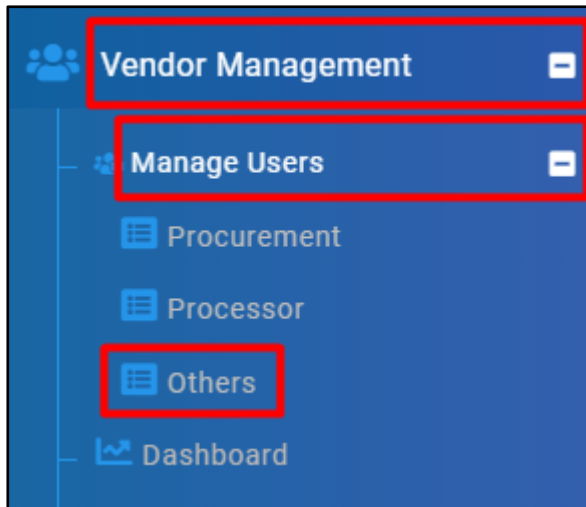 Vendor Management
Manage Users
Procurement
Processor
Others
Dashboard